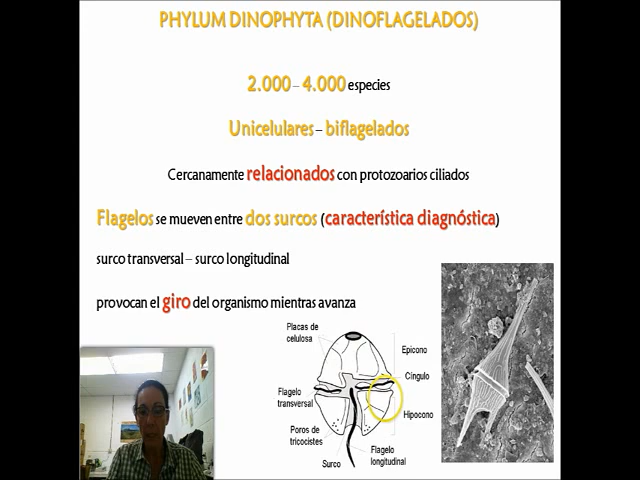 PHYLUM DINOPHYTA (DINOFLAGELADOS)
2.000 – 4.000 especies
Unicelulares – biflagelados
Cercanamente relacionados con protozoarios ciliados
Flagelos se mueven entre dos surcos (característica diagnóstica)
surco transversal – surco longitudinal
provocan el giro del organismo mientras avanza
Placas de
celulosa
Epicono
Cíngulo
Flagelo
transversal
Hipocono
Poros de
tricocistes
Surco
Flagelo
longitudinal